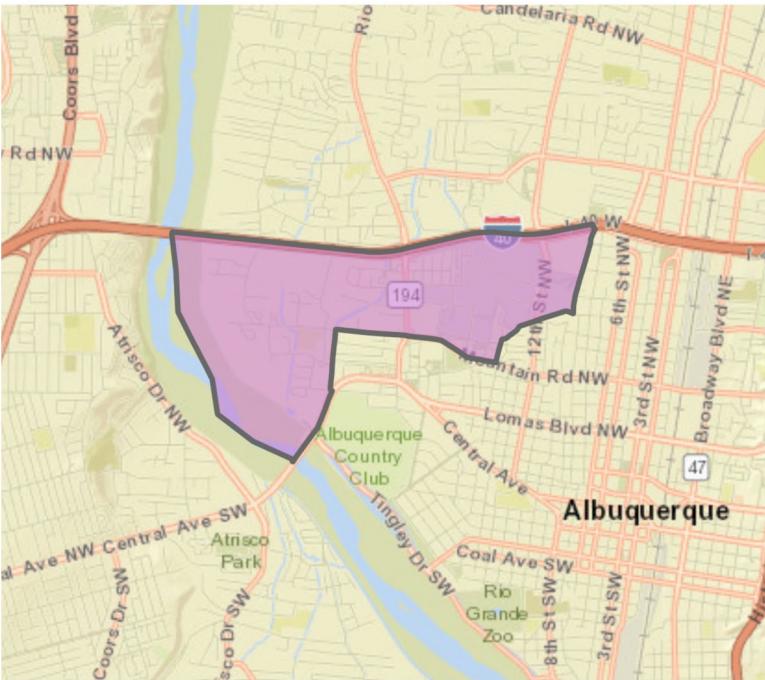 Candelaria Rd NW
Rio
Coors Blvd
Rd NW
I-40 W
40
194
12th St NW
6th St NW
Mountain Rd NW
3rd St NW
Broadway Blvd NE
Atrisco Dr NW
Lomas Blvd NW
Central Ave
47
Albuquerque
Country
Club
Albuquerque
Tingley Dr SW
Central Ave SW
al Ave NW
Atrisco
Park
Coal Ave SW
Coors Dr SW
sco Dr SW
Rio
Grande
Zoo
8th St SW
3rd St SW